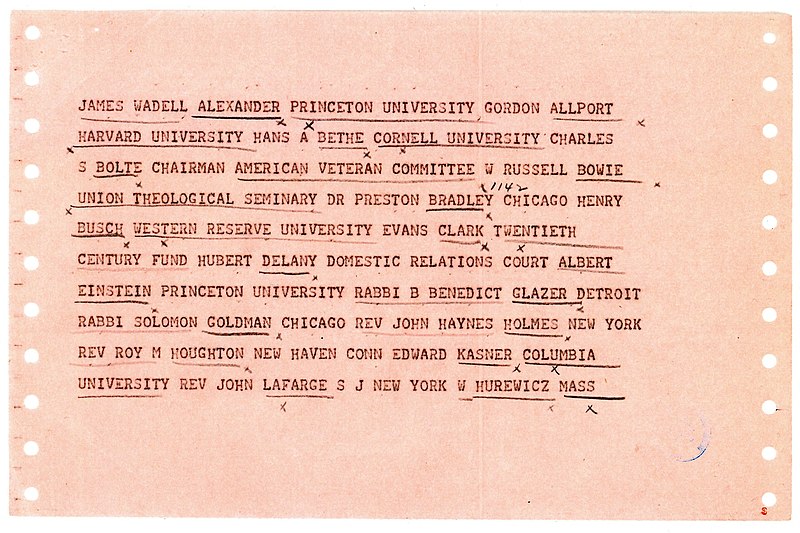 JAMES WADELL ALEXANDER PRINCETON UNIVERSITY GORDON ALLPORT
HARVARD UNIVERSITY HANS A BETHE CORNELL UNIVERSITY CHARLES
S BOLTE CHAIRMAN AMERICAN VETERAN COMMITTEE W RUSSELL BOWIE
1142
UNION THEOLOGICAL SEMINARY DR PRESTON BRADLEY CHICAGO HENRY
BUSCH WESTERN RESERVE UNIVERSITY EVANS CLARK TWENTIETH
CENTURY FUND HUBERT DELANY DOMESTIC RELATIONS COURT ALBERT
EINSTEIN PRINCETON UNIVERSITY RABBI B BENEDICT GLAZER DETROIT
RABBI SOLOMON GOLDMAN CHICAGO REV JOHN HAYNES HOLMES NEW YORK
REV ROY M HOUGHTON NEW HAVEN CONN EDWARD KASNER COLUMBIA
UNIVERSITY REV JOHN LAFARGE S J NEW YORK W HUREWICZ MASS
S